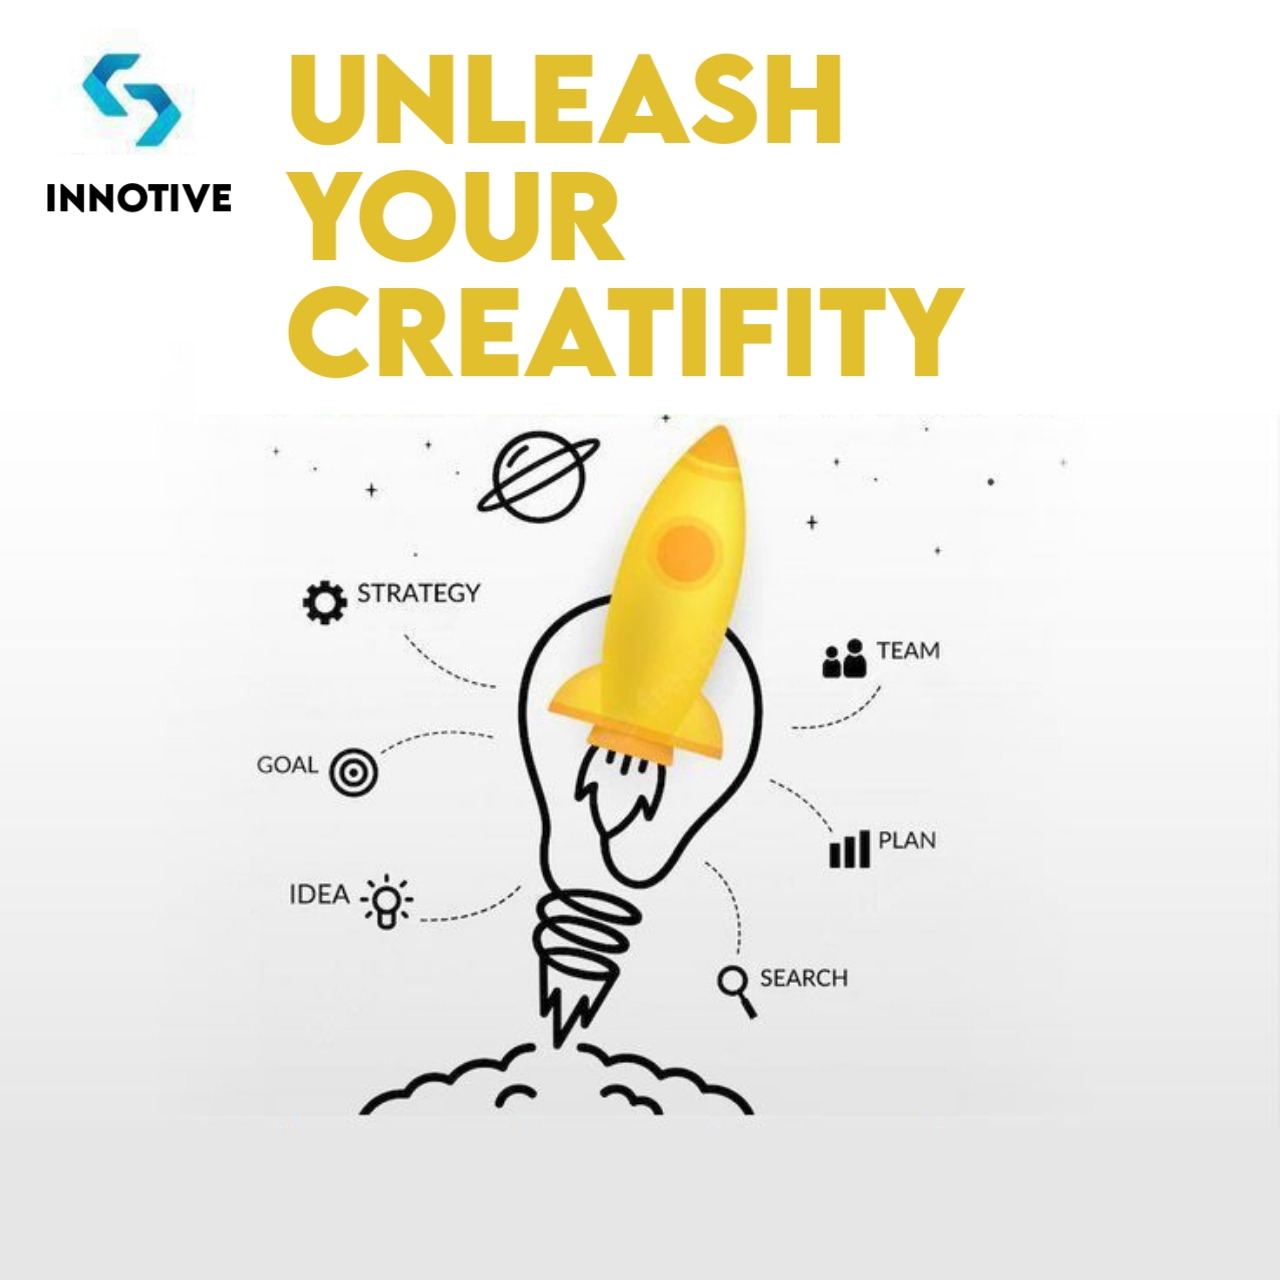 INNOTIVE
UNLEASH
YOUR
CREATIFITY
STRATEGY
TEAM
GOAL
PLAN
IDEA
SEARCH